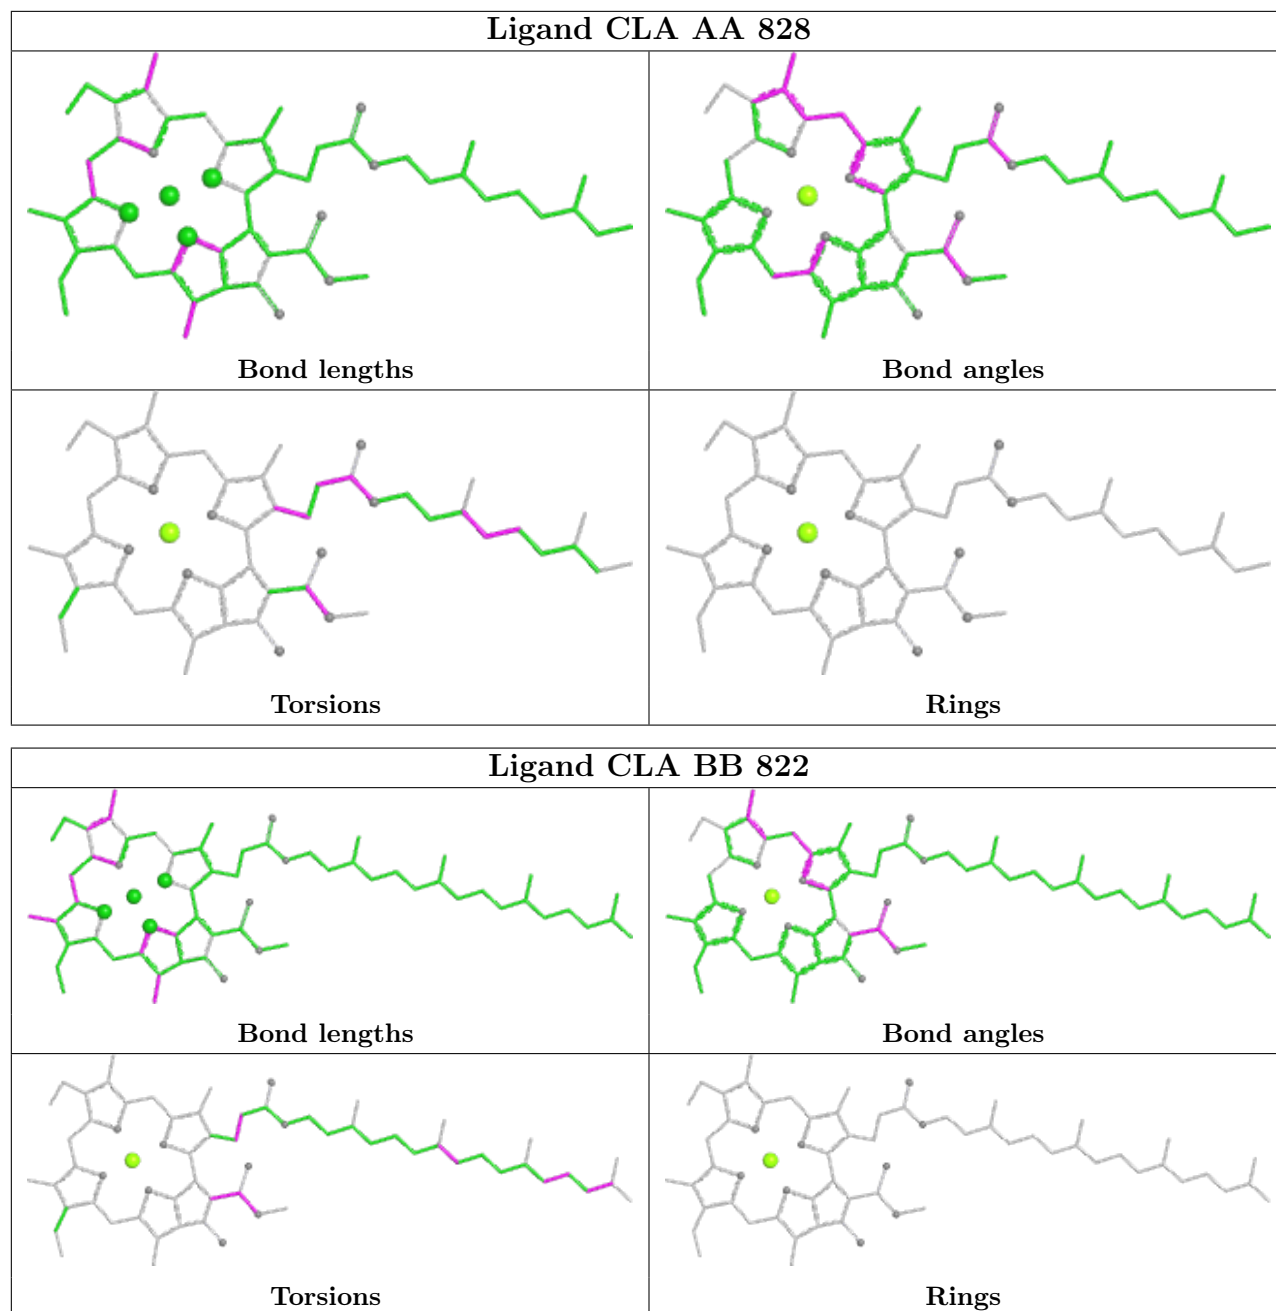 Ligand CLA AA 828
Bond lengths
Bond angles
Torsions
Rings
Ligand CLA BB 822
Bond lengths
Bond angles
Torsions
Rings